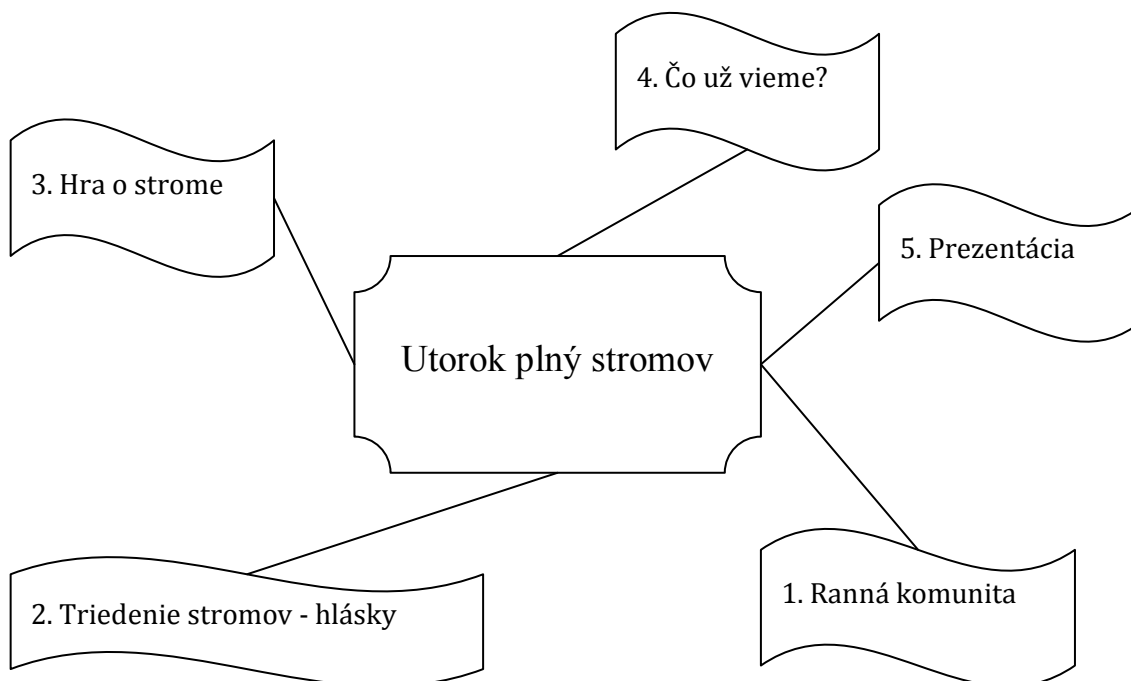 4. Čo už vieme?
3. Hra o strome
5. Prezentácia
Utorok plný stromov
2. Triedenie stromov - hlásky
1. Ranná komunita